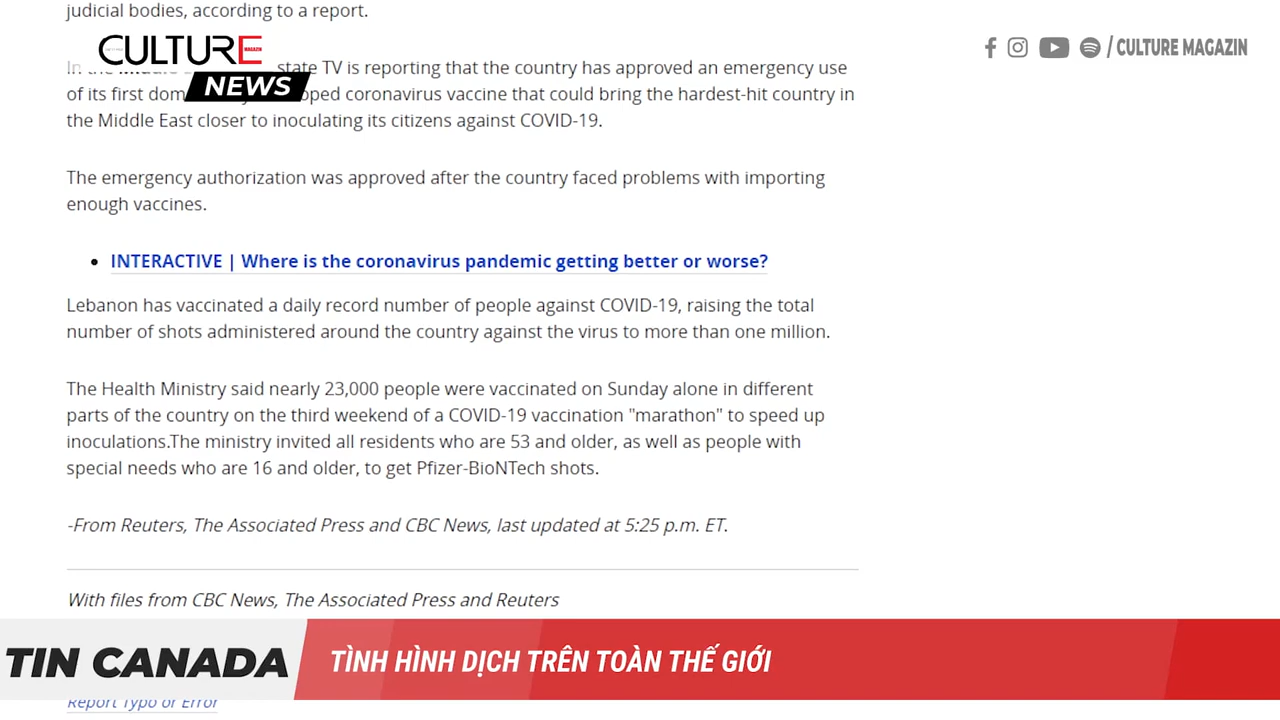 judicial bodies, according to a report.
CULTURE
MAGAZIN
NEWS
/ CULTURE MAGAZIN
In the state TV is reporting that the country has approved an emergency use
of its first oped coronavirus vaccine that could bring the hardest-hit country in
the Middle East closer to inoculating its citizens against COVID-19.
The emergency authorization was approved after the country faced problems with importing
enough vaccines.
• INTERACTIVE | Where is the coronavirus pandemic getting better or worse?
Lebanon has vaccinated a daily record number of people against COVID-19, raising the total
number of shots administered around the country against the virus to more than one million.
The Health Ministry said nearly 23,000 people were vaccinated on Sunday alone in different
parts of the country on the third weekend of a COVID-19 vaccination "marathon" to speed up
inoculations.The ministry invited all residents who are 53 and older, as well as people with
special needs who are 16 and older, to get Pfizer-BioNTech shots.
-From Reuters, The Associated Press and CBC News, last updated at 5:25 p.m. ET.
With files from CBC News, The Associated Press and Reuters
TIN CANADA
TÌNH HÌNH DỊCH TRÊN TOÀN THẾ GIỚI
Report Typo or Error